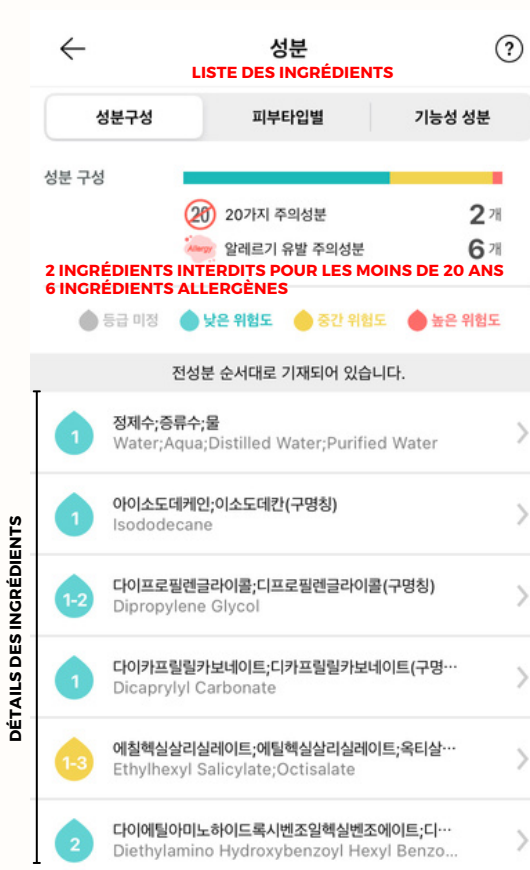 성분
?
LISTE DES INGRÉDIENTS
성분구성
피부타입별
기능성 성분
성분 구성
20 20가지 주의성분 2 개
Allergy 알레르기 유발 주의성분 6 개
2 INGRÉDIENTS INTERDITS POUR LES MOINS DE 20 ANS
6 INGRÉDIENTS ALLERGÈNES
등급 미정 낮은 위험도 중간 위험도 높은 위험도
전성분 순서대로 기재되어 있습니다.
DÉTAILS DES INGRÉDIENTS
1 정제수;증류수;물
Water;Aqua;Distilled Water;Purified Water
1 아이소도데케인;이소도데칸(구명칭)
Isododecane
1-2 다이프로필렌글라이콜;디프로필렌글라이콜(구명칭)
Dipropylene Glycol
1 다이카프릴릴카보네이트;디카프릴릴카보네이트(구명…
Dicaprylyl Carbonate
1-3 에칠헥실살리실레이트;에틸헥실살리실레이트;옥티살…
Ethylhexyl Salicylate;Octisalate
2 다이에틸아미노하이드록시벤조일헥실벤조에이트;디…
Diethylamino Hydroxybenzoyl Hexyl Benzo...